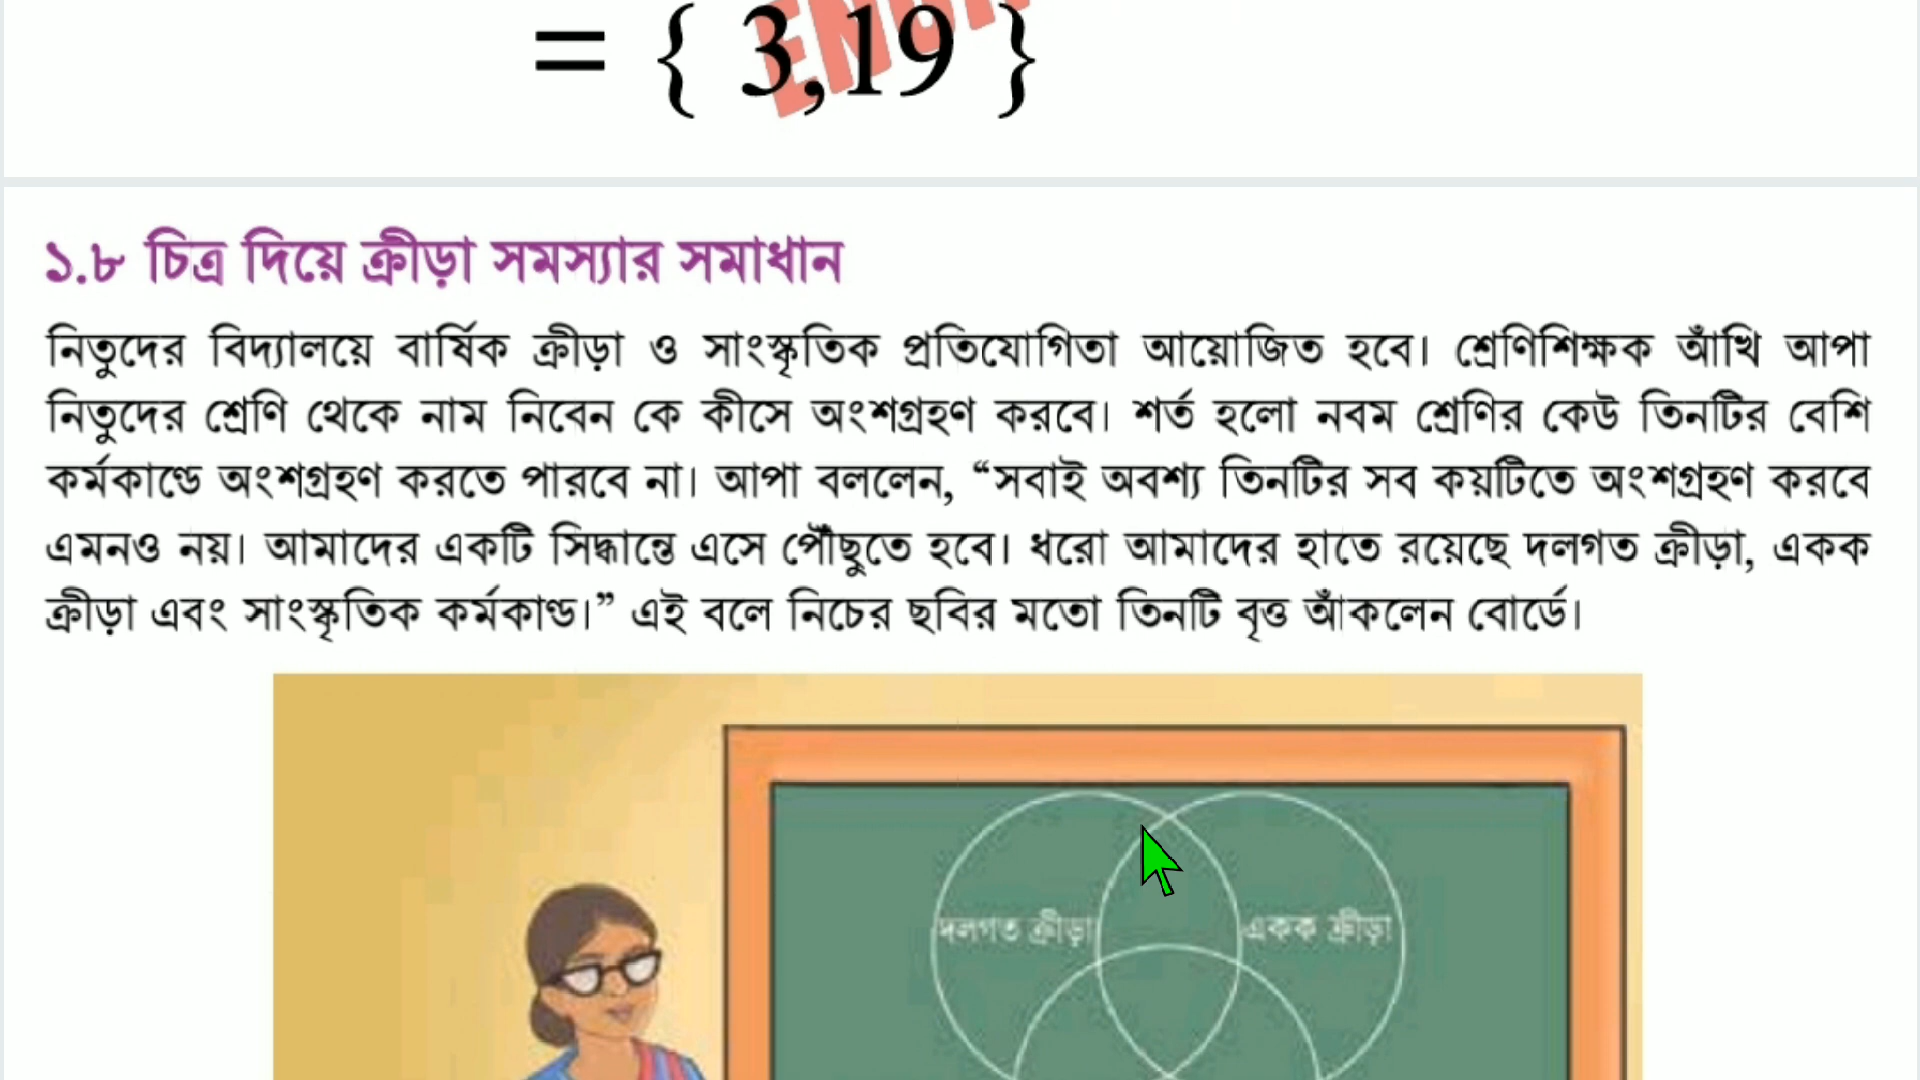 = { 3,19 }
১.৮ চিত্র দিয়ে ক্রীড়া সমস্যার সমাধান
নিতুদের বিদ্যালয়ে বার্ষিক ক্রীড়া ও সাংস্কৃতিক প্রতিযোগিতা আয়োজিত হবে। শ্রেণিশিক্ষক আঁখি আপা
নিতুদের শ্রেণি থেকে নাম নিবেন কে কীসে অংশগ্রহণ করবে। শর্ত হলো নবম শ্রেণির কেউ তিনটির বেশি
কর্মকাণ্ডে অংশগ্রহণ করতে পারবে না। আপা বললেন, “সবাই অবশ্য তিনটির সব কয়টিতে অংশগ্রহণ করবে
এমনও নয়। আমাদের একটি সিদ্ধান্তে এসে পৌঁছুতে হবে। ধরো আমাদের হাতে রয়েছে দলগত ক্রীড়া, একক
ক্রীড়া এবং সাংস্কৃতিক কর্মকাণ্ড।” এই বলে নিচের ছবির মতো তিনটি বৃত্ত আঁকলেন বোর্ডে।
দলগত ক্রীড়া একক ক্রীড়া